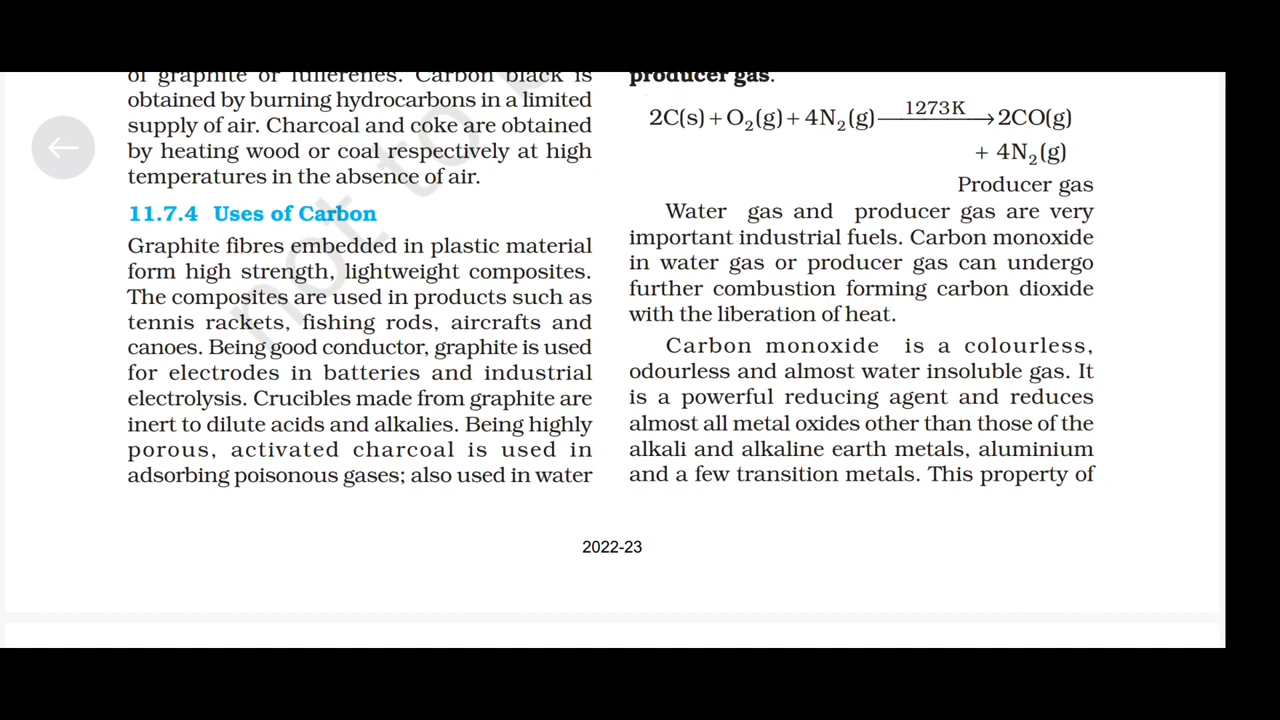 of graphite or fullerenes. Carbon black is
obtained by burning hydrocarbons in a limited
supply of air. Charcoal and coke are obtained
by heating wood or coal respectively at high
temperatures in the absence of air.
11.7.4 Uses of Carbon
Graphite fibres embedded in plastic material
form high strength, lightweight composites.
The composites are used in products such as
tennis rackets, fishing rods, aircrafts and
canoes. Being good conductor, graphite is used
for electrodes in batteries and industrial
electrolysis. Crucibles made from graphite are
inert to dilute acids and alkalies. Being highly
porous, activated charcoal is used in
adsorbing poisonous gases; also used in water
producer gas.
2C(s) + O₂(g) + 4N₂(g) 1273K → 2CO(g)
+ 4N₂(g)
Producer gas
Water gas and producer gas are very
important industrial fuels. Carbon monoxide
in water gas or producer gas can undergo
further combustion forming carbon dioxide
with the liberation of heat.
Carbon monoxide is a colourless,
odourless and almost water insoluble gas. It
is a powerful reducing agent and reduces
almost all metal oxides other than those of the
alkali and alkaline earth metals, aluminium
and a few transition metals. This property of
2022-23
not to